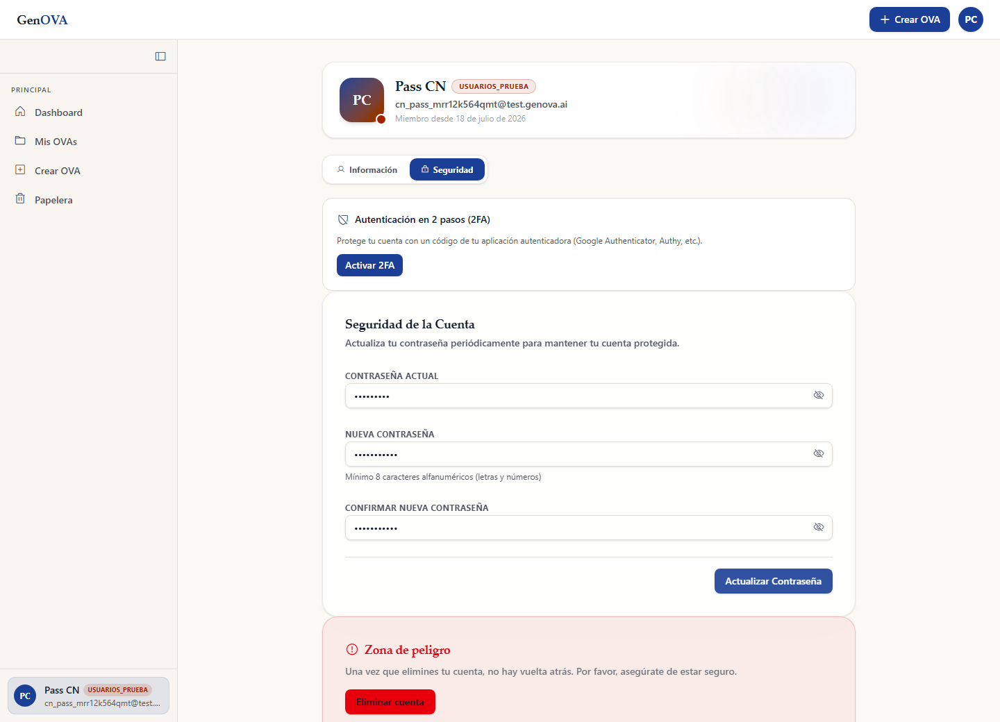 GenOVA
Crear OVA
PC
PRINCIPAL
Dashboard
Mis OVAs
Crear OVA
Papelera
PC
Pass CN USUARIOS_PRUEBA
cn_pass_mrr12k564qmt@test.genova.ai
Miembro desde 18 de julio de 2026
Información
Seguridad
Autenticación en 2 pasos (2FA)
Protege tu cuenta con un código de tu aplicación autenticadora (Google Authenticator, Authy, etc.).
Activar 2FA
Seguridad de la Cuenta
Actualiza tu contraseña periódicamente para mantener tu cuenta protegida.
CONTRASEÑA ACTUAL
•••••••••
NUEVA CONTRASEÑA
•••••••••••
Mínimo 8 caracteres alfanuméricos (letras y números)
CONFIRMAR NUEVA CONTRASEÑA
•••••••••••
Actualizar Contraseña
Zona de peligro
Una vez que elimines tu cuenta, no hay vuelta atrás. Por favor, asegúrate de estar seguro.
Eliminar cuenta
PC
Pass CN USUARIOS_PRUEBA
cn_pass_mrr12k564qmt@test....